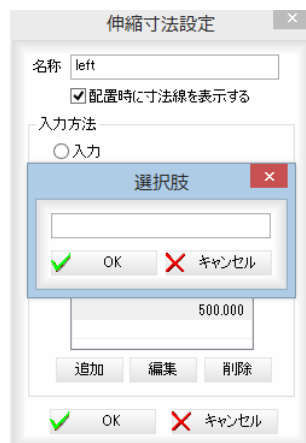 伸縮寸法設定
名称 left
配置時に寸法線を表示する
入力方法
入力
選択肢
OK キャンセル
500.000
追加 編集 削除
OK キャンセル